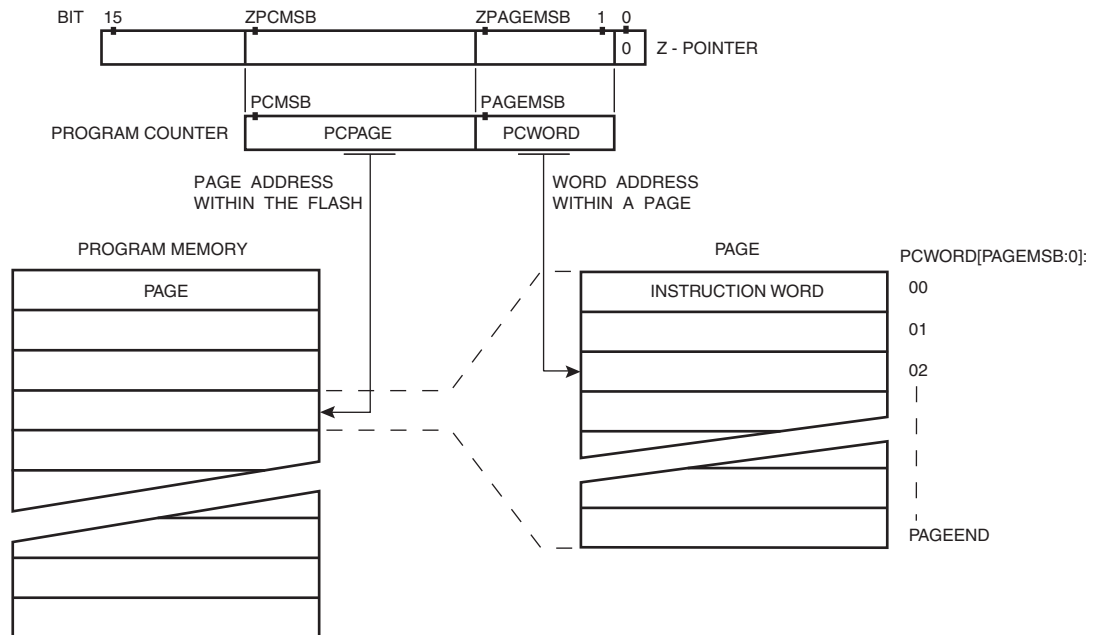 BIT 15 ZPCMSB ZPAGEMSB 1 0
0 Z - POINTER
PCMSB PAGEMSB
PROGRAM COUNTER PCPAGE PCWORD
PAGE ADDRESS
WITHIN THE FLASH
WORD ADDRESS
WITHIN A PAGE
PROGRAM MEMORY
PAGE
PAGE
INSTRUCTION WORD
PCWORD[PAGEMSB:0]:
00
01
02
PAGEEND